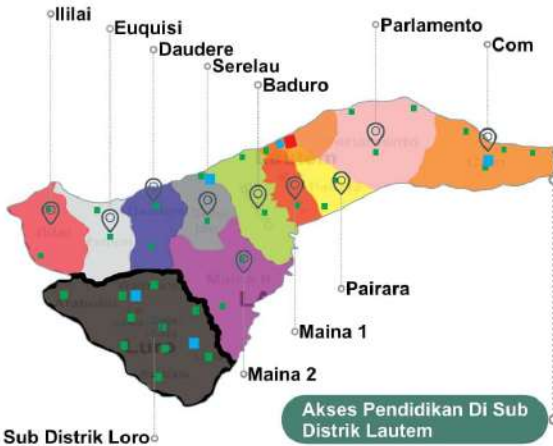 Ililai
Euquisi
Daudere
Serelau
Baduro
Parlamento
Com
Pairara
Maina 1
Maina 2
Sub Distrik Loro
Akses Pendidikan Di Sub
Distrik Lautem